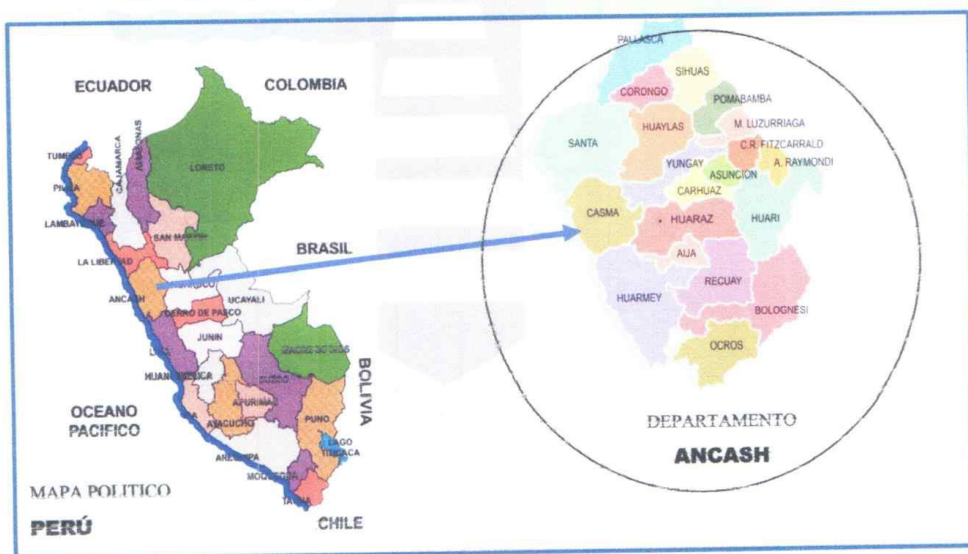 ECUADOR
COLOMBIA
TUMBES
PIURA
CAJAMARCA
AMAZONAS
LORETO
LAMBAYEQUE
SAN MARTIN
LA LIBERTAD
BRASIL
ANCASH
UCAYALI
CERRO DE PASCO
JUNIN
LIMA
MADRE DE DIOS
BOLIVIA
OCEANO
PACIFICO
APURIMAC
AYACUCHO
PUNO
LAGO
TITICACA
AREQUIPA
MOQUEGUA
TACNA
CHILE
MAPA POLITICO
PERÚ
PALLASCA
SIHUAS
CORONGO
POMABAMBA
HUAYLAS
M. LUZURRIAGA
SANTA
C.R. FITZCARRALD
YUNGAY
A. RAYMONDI
ASUNCION
CARHUAZ
CASMA
HUARAZ
HUARI
AIJA
RECUAY
HUARMEY
BOLOGNESI
OCROS
DEPARTAMENTO
ANCASH